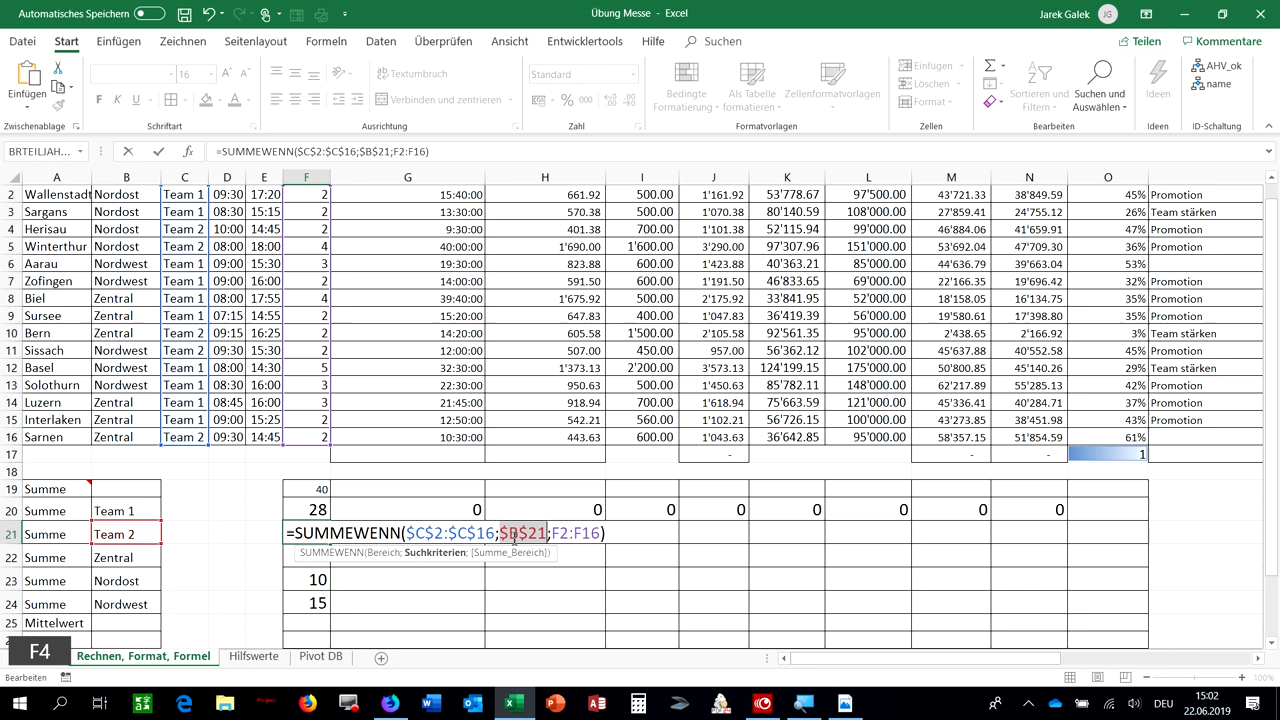 Automatisches Speichern
Übung Messe - Excel
Jarek Galek JG
Datei Start Einfügen Zeichnen Seitenlayout Formeln Daten Überprüfen Ansicht Entwicklertools Hilfe Suchen Teilen Kommentare
Einfügen
Zwischenablage
16
F K U
Schriftart
Textumbruch
Verbinden und zentrieren
Ausrichtung
Standard
Zahl
Bedingte Formatierung
Als Tabelle formatieren
Zellenformatvorlagen
Formatvorlagen
Einfügen
Löschen
Format
Zellen
Sortieren und Filtern
Suchen und Auswählen
Bearbeiten
Ideen
Ideen
AHV_ok
name
ID-Schaltung
BRTEILJAH... =SUMMEWENN($C$2:$C$16;$B$21;F2:F16)
A B C D E F G H I J K L M N O
2 Wallenstadt Nordost Team 1 09:30 17:20 2 15:40:00 661.92 500.00 1'161.92 53'778.67 97'500.00 43'721.33 38'849.59 45% Promotion
3 Sargans Nordost Team 1 08:30 15:15 2 13:30:00 570.38 500.00 1'070.38 80'140.59 108'000.00 27'859.41 24'755.12 26% Team stärken
4 Herisau Nordost Team 2 10:00 14:45 2 9:30:00 401.38 700.00 1'101.38 52'115.94 99'000.00 46'884.06 41'659.91 47% Promotion
5 Winterthur Nordost Team 2 08:00 18:00 4 40:00:00 1'690.00 1'600.00 3'290.00 97'307.96 151'000.00 53'692.04 47'709.30 36% Promotion
6 Aarau Nordwest Team 1 09:00 15:30 3 19:30:00 823.88 600.00 1'423.88 40'363.21 85'000.00 44'636.79 39'663.04 53%
7 Zofingen Nordwest Team 1 09:00 16:00 2 14:00:00 591.50 600.00 1'191.50 46'833.65 69'000.00 22'166.35 19'696.42 32% Promotion
8 Biel Zentral Team 1 08:00 17:55 4 39:40:00 1'675.92 500.00 2'175.92 33'841.95 52'000.00 18'158.05 16'134.75 35% Promotion
9 Sursee Zentral Team 1 07:15 14:55 2 15:20:00 647.83 400.00 1'047.83 36'419.39 56'000.00 19'580.61 17'398.80 35% Promotion
10 Bern Zentral Team 2 09:15 16:25 2 14:20:00 605.58 1'500.00 2'105.58 92'561.35 95'000.00 2'438.65 2'166.92 3% Team stärken
11 Sissach Nordwest Team 2 09:30 15:30 2 12:00:00 507.00 450.00 957.00 56'362.12 102'000.00 45'637.88 40'552.58 45% Promotion
12 Basel Nordwest Team 1 08:00 14:30 5 32:30:00 1'373.13 2'200.00 3'573.13 124'199.15 175'000.00 50'800.85 45'140.26 29% Team stärken
13 Solothurn Nordwest Team 1 08:30 16:00 3 22:30:00 950.63 500.00 1'450.63 85'782.11 148'000.00 62'217.89 55'285.13 42% Promotion
14 Luzern Zentral Team 1 08:45 16:00 3 21:45:00 918.94 700.00 1'618.94 75'663.59 121'000.00 45'336.41 40'284.71 37% Promotion
15 Interlaken Zentral Team 1 09:00 15:25 2 12:50:00 542.21 560.00 1'102.21 56'726.15 100'000.00 43'273.85 38'451.98 43% Promotion
16 Sarnen Zentral Team 2 09:30 14:45 2 10:30:00 443.63 600.00 1'043.63 36'642.85 95'000.00 58'357.15 51'854.59 61%
17 - - - 1
18
19 Summe 40
20 Summe Team 1 28 0 0 0 0 0 0 0 0 0
21 Summe Team 2 =SUMMEWENN($C$2:$C$16;$B$21;F2:F16)
SUMMEWENN(Bereich; Suchkriterien; [Summe_Bereich])
22 Summe Zentral
23 Summe Nordost 10
24 Summe Nordwest 15
25 Mittelwert
F4
Rechnen, Format, Formel Hilfswerte Pivot DB
Bearbeiten 100%
DEU 15:02
22.06.2019